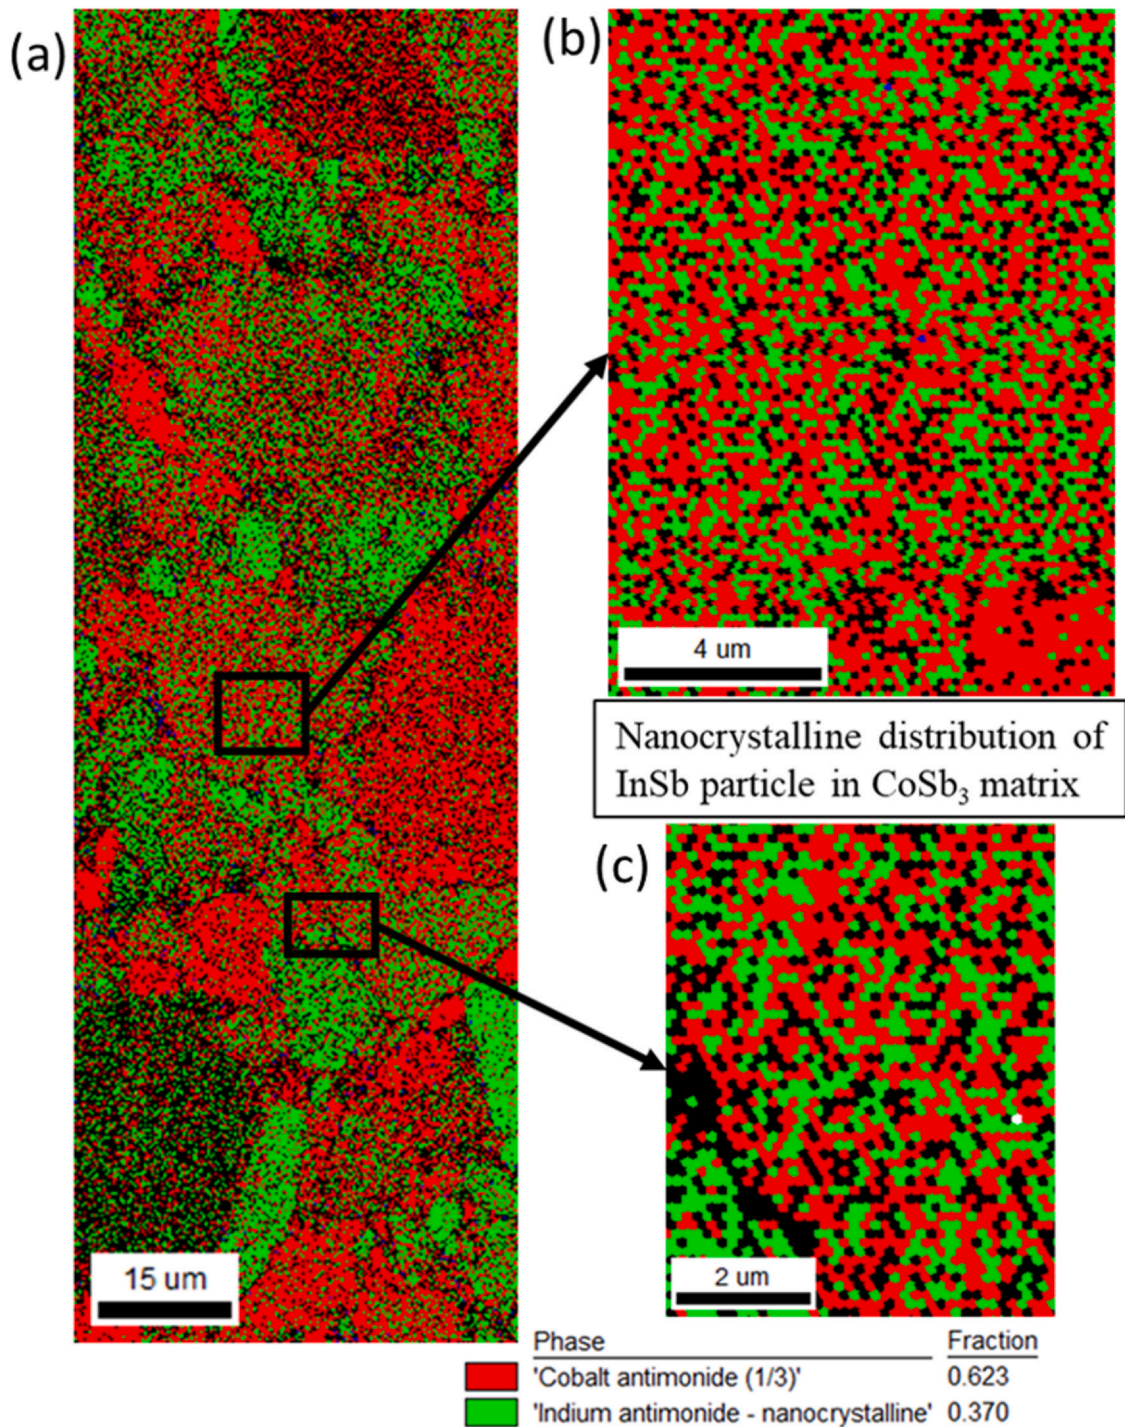 (a)
(b)
4 um
Nanocrystalline distribution of
InSb particle in CoSb₃ matrix
(c)
15 um
2 um
Phase Fraction
'Cobalt antimonide (1/3)' 0.623
'Indium antimonide - nanocrystalline' 0.370